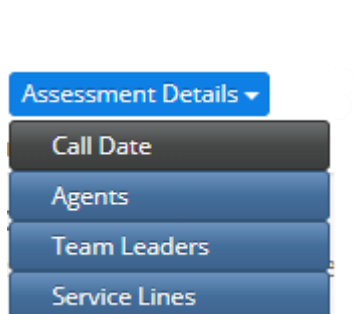 Assessment Details
Call Date
Agents
Team Leaders
Service Lines